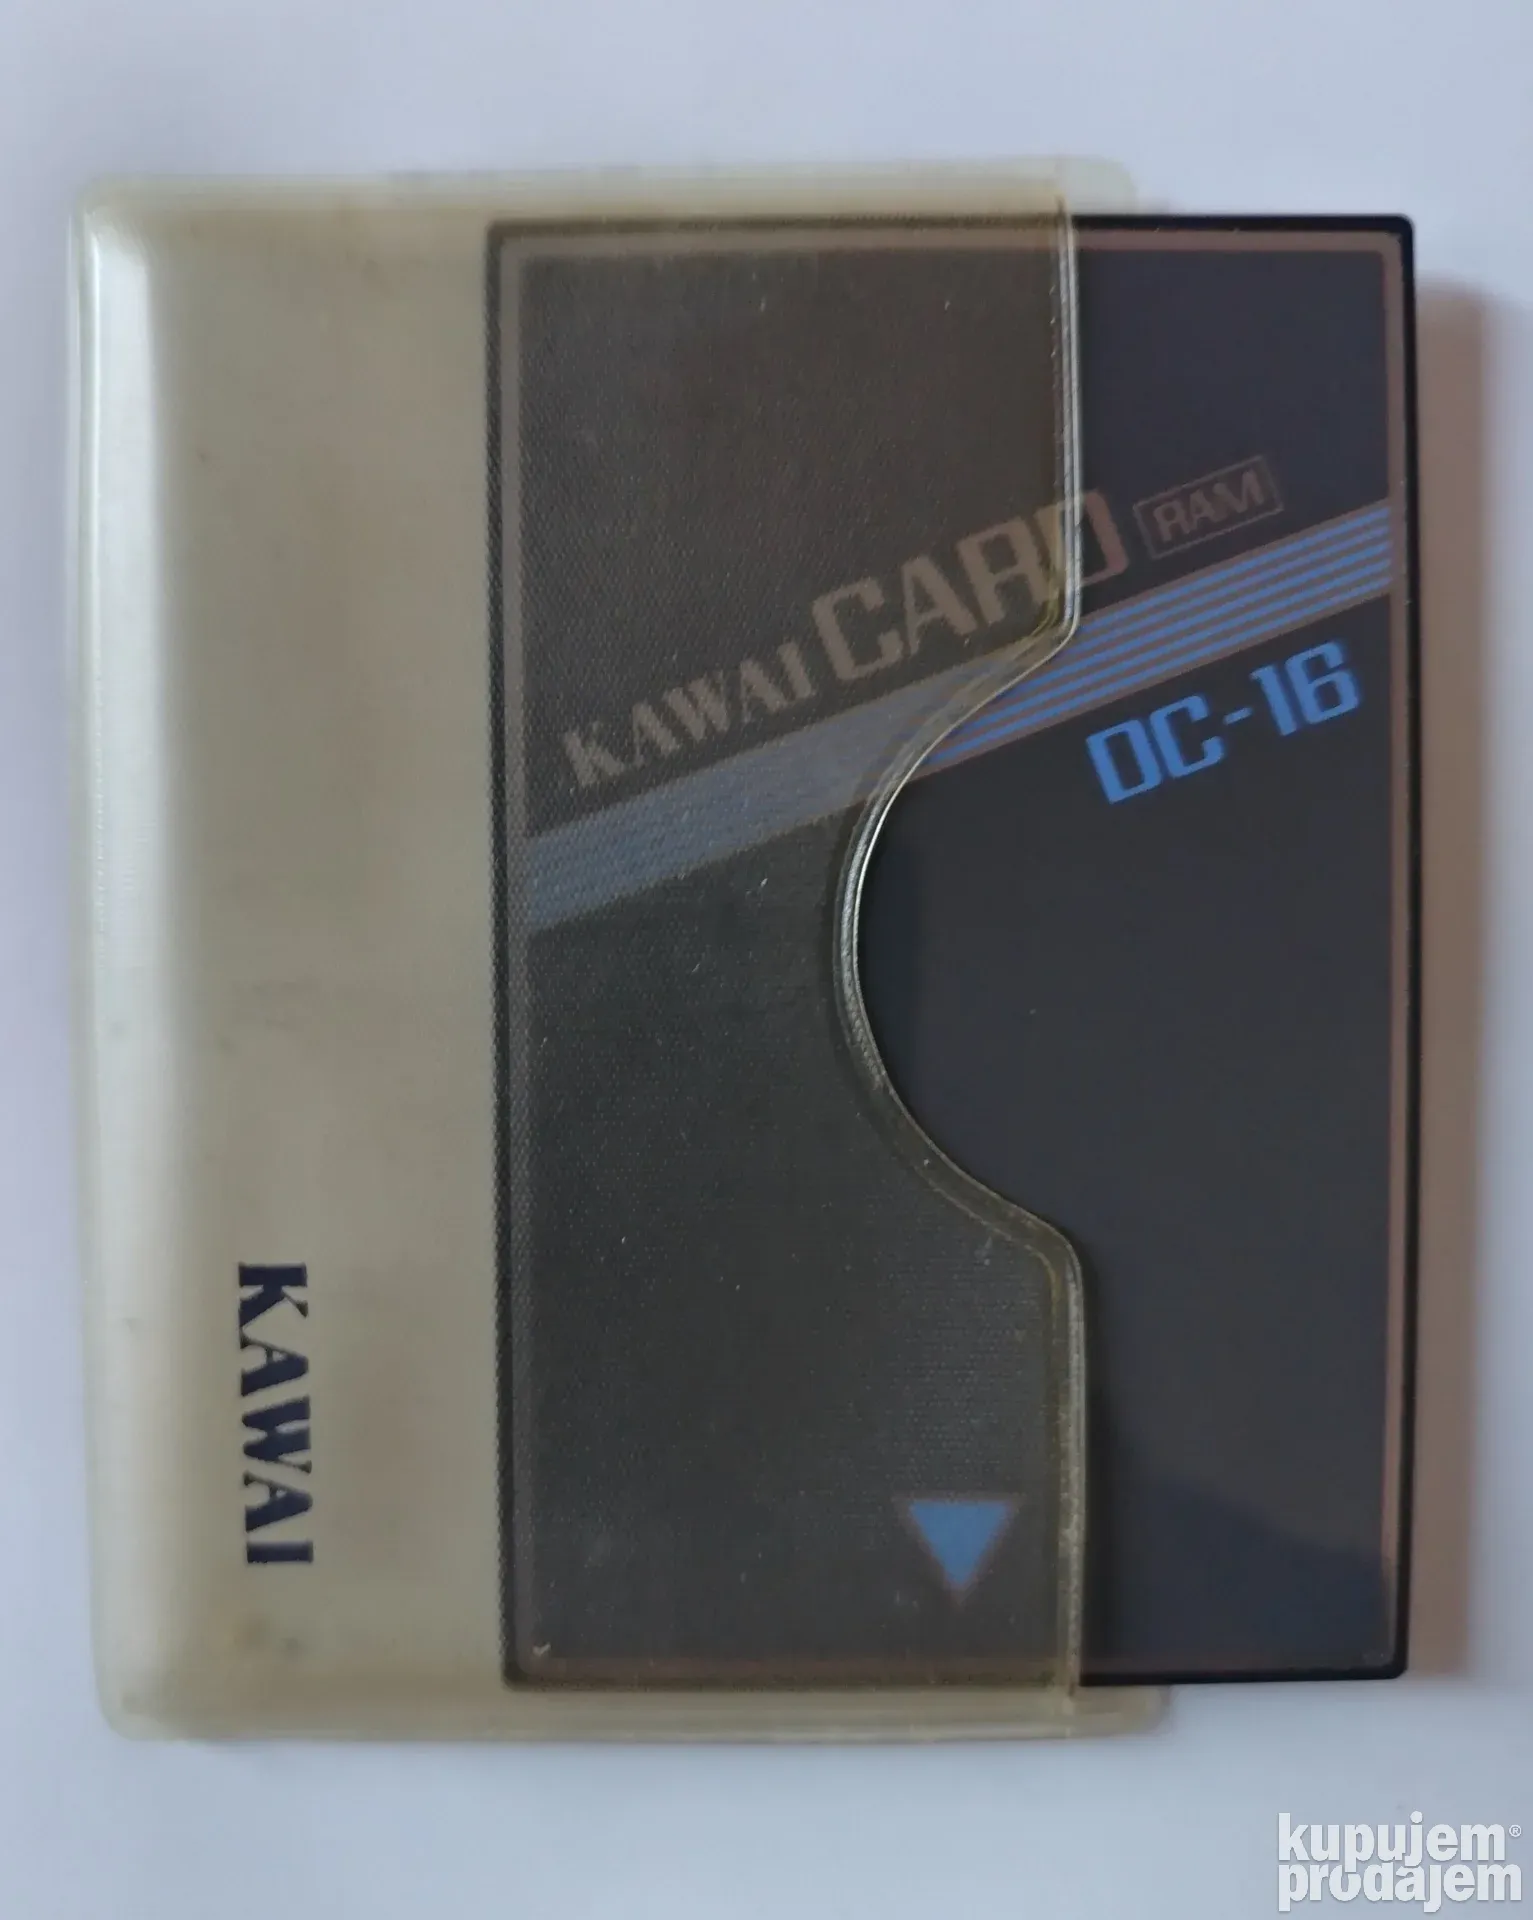 KAWAI CARD RAM
DC-16
KAWAI
kupujem®
prodajem